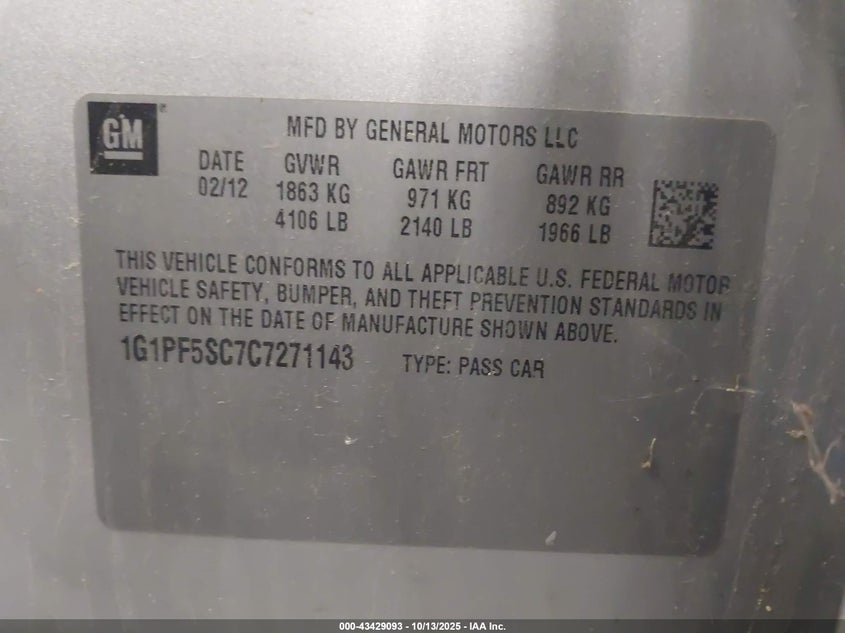 GM
MFD BY GENERAL MOTORS LLC
DATE GVWR GAWR FRT GAWR RR
02/12 1863 KG 971 KG 892 KG
4106 LB 2140 LB 1966 LB
THIS VEHICLE CONFORMS TO ALL APPLICABLE U.S. FEDERAL MOTOR
VEHICLE SAFETY, BUMPER, AND THEFT PREVENTION STANDARDS IN
EFFECT ON THE DATE OF MANUFACTURE SHOWN ABOVE.
1G1PF5SC7C7271143 TYPE: PASS CAR
000-43429093 - 10/13/2025 - IAA Inc.